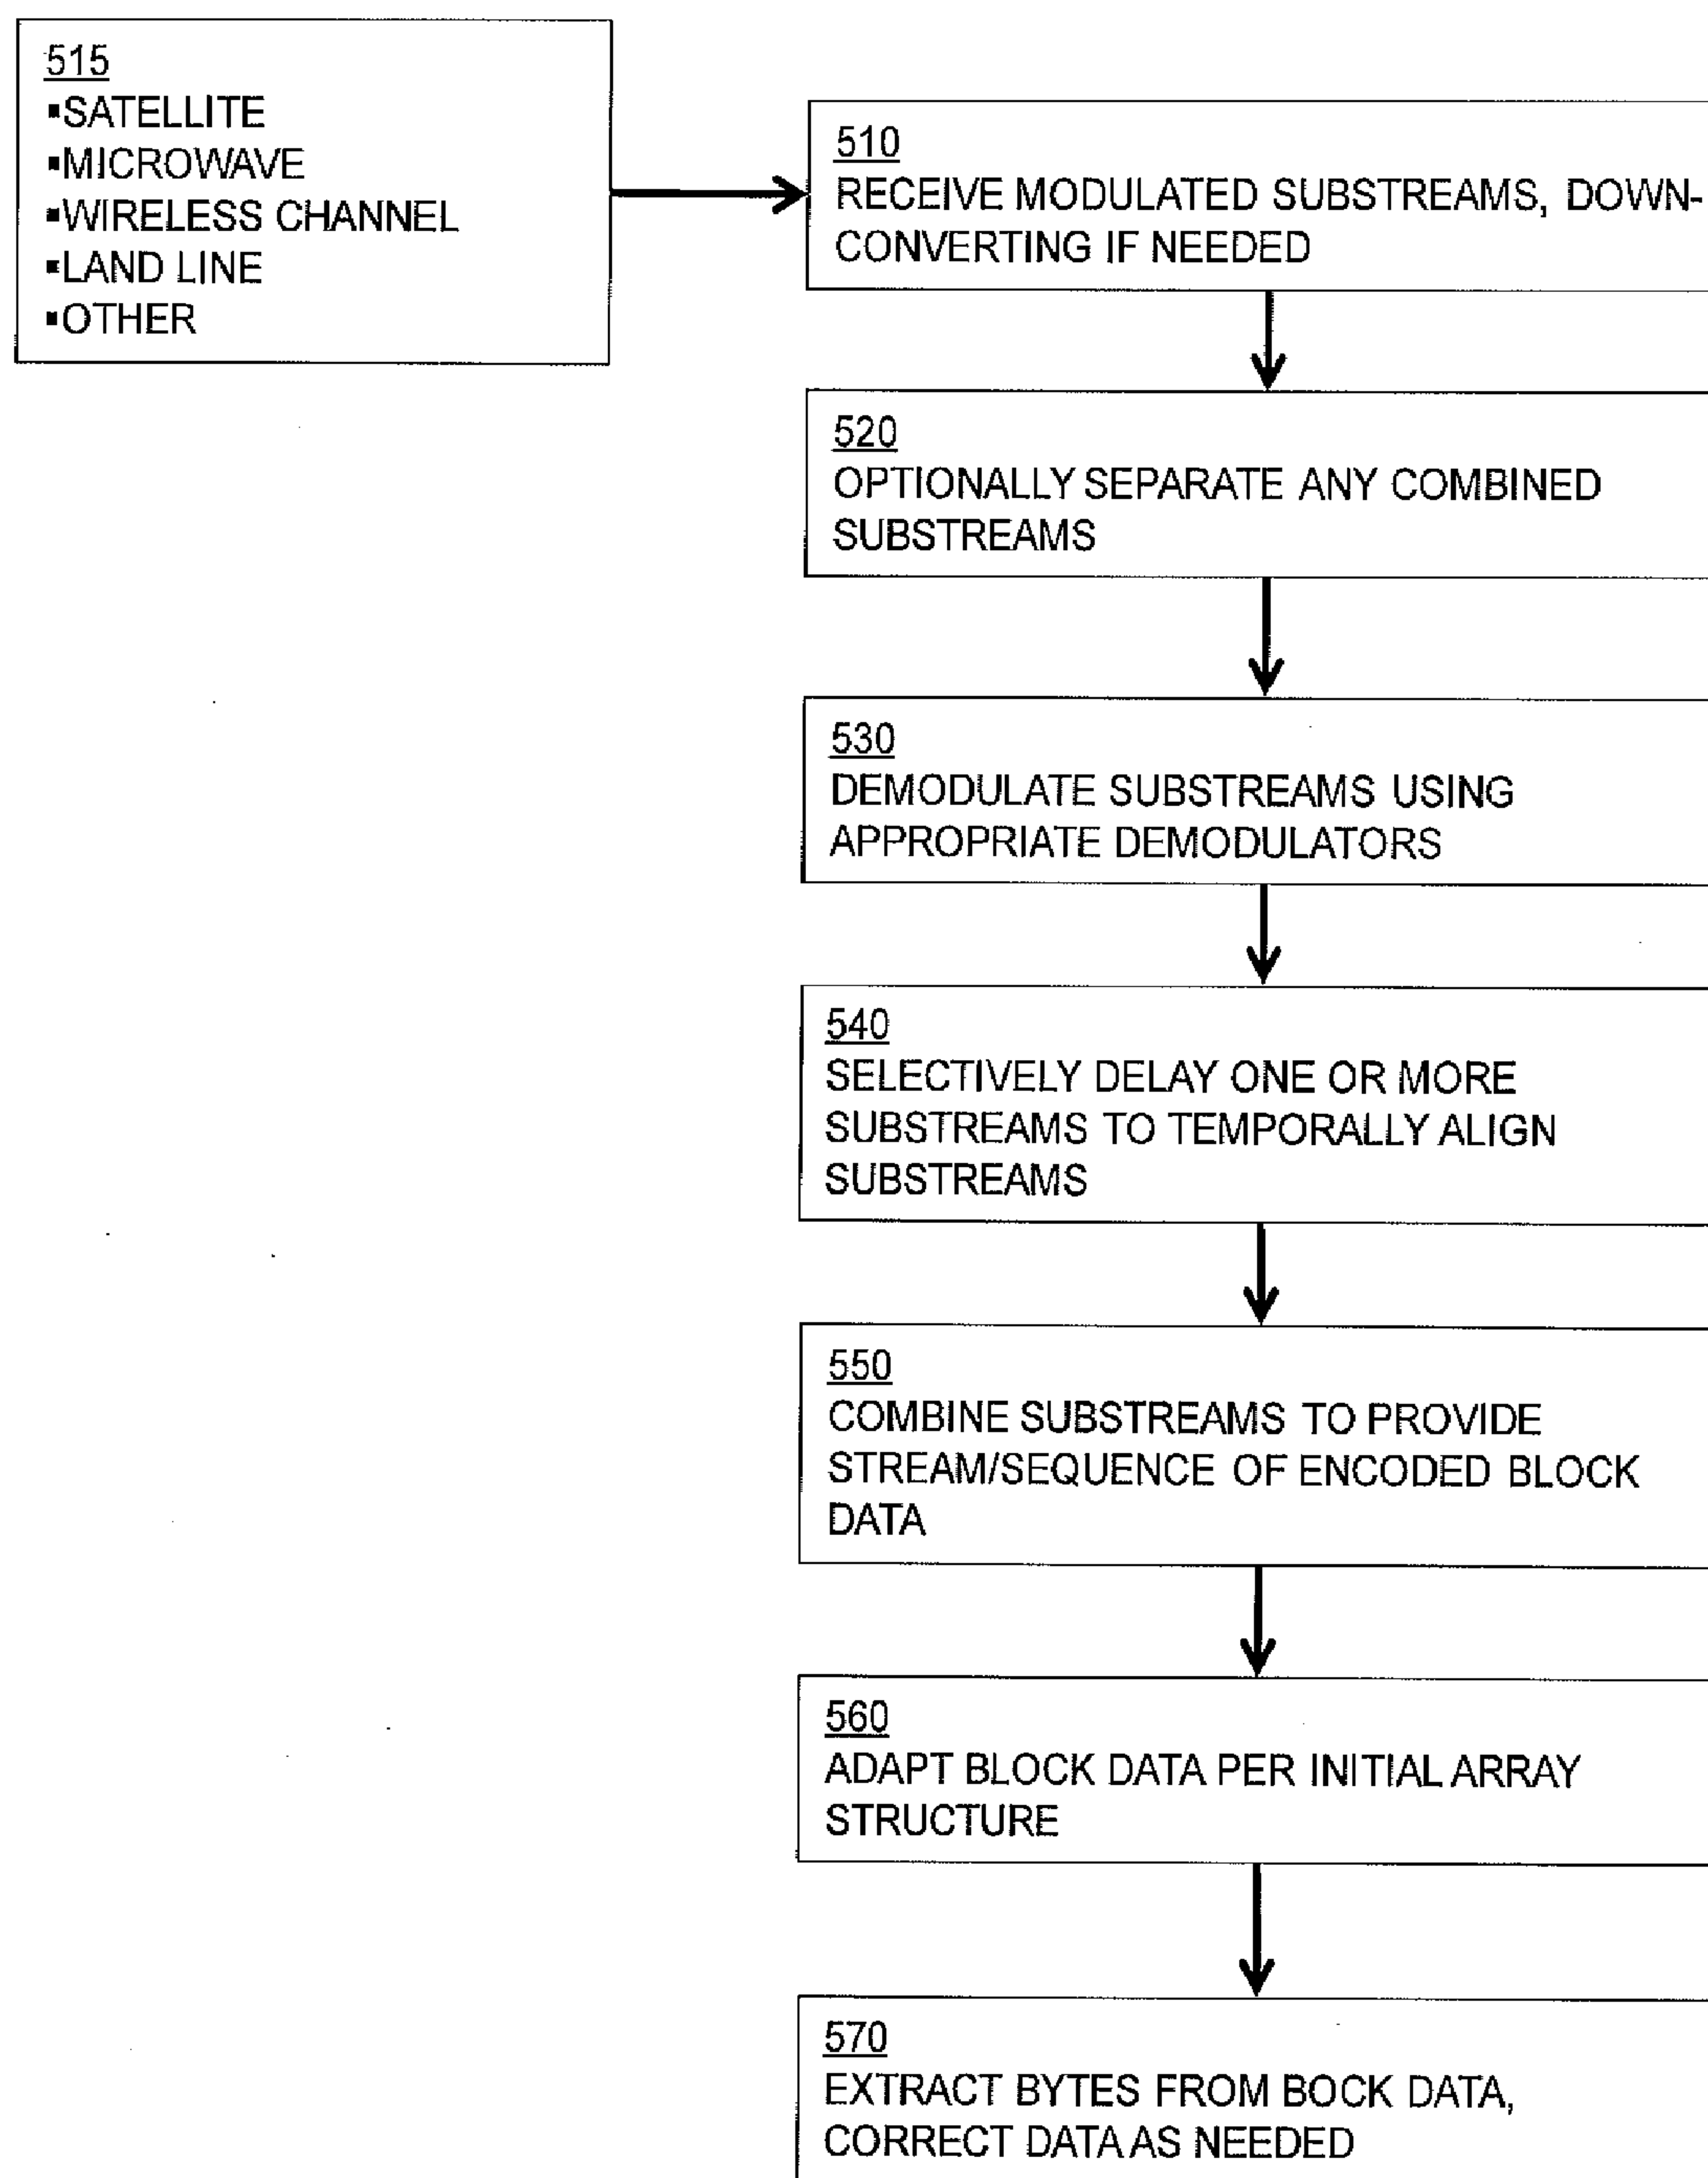 515
▪SATELLITE
▪MICROWAVE
▪WIRELESS CHANNEL
▪LAND LINE
▪OTHER
510
RECEIVE MODULATED SUBSTREAMS, DOWN-
CONVERTING IF NEEDED
520
OPTIONALLY SEPARATE ANY COMBINED
SUBSTREAMS
530
DEMODULATE SUBSTREAMS USING
APPROPRIATE DEMODULATORS
540
SELECTIVELY DELAY ONE OR MORE
SUBSTREAMS TO TEMPORALLY ALIGN
SUBSTREAMS
550
COMBINE SUBSTREAMS TO PROVIDE
STREAM/SEQUENCE OF ENCODED BLOCK
DATA
560
ADAPT BLOCK DATA PER INITIAL ARRAY
STRUCTURE
570
EXTRACT BYTES FROM BOCK DATA,
CORRECT DATA AS NEEDED